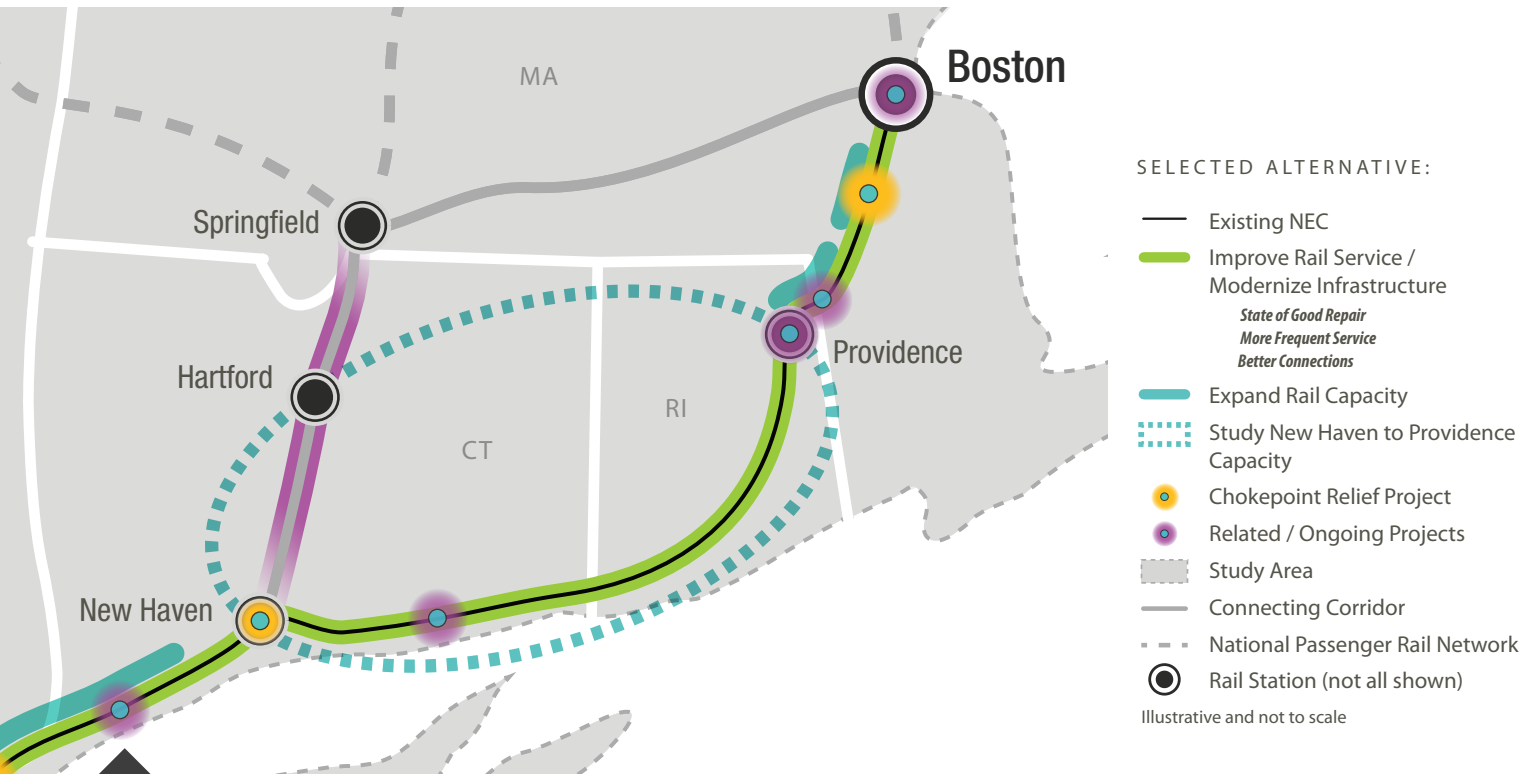 MA
Boston
Springfield
Hartford
Providence
RI
CT
New Haven
SELECTED ALTERNATIVE:
Existing NEC
Improve Rail Service /
Modernize Infrastructure
State of Good Repair
More Frequent Service
Better Connections
Expand Rail Capacity
Study New Haven to Providence
Capacity
Chokepoint Relief Project
Related / Ongoing Projects
Study Area
Connecting Corridor
National Passenger Rail Network
Rail Station (not all shown)
Illustrative and not to scale